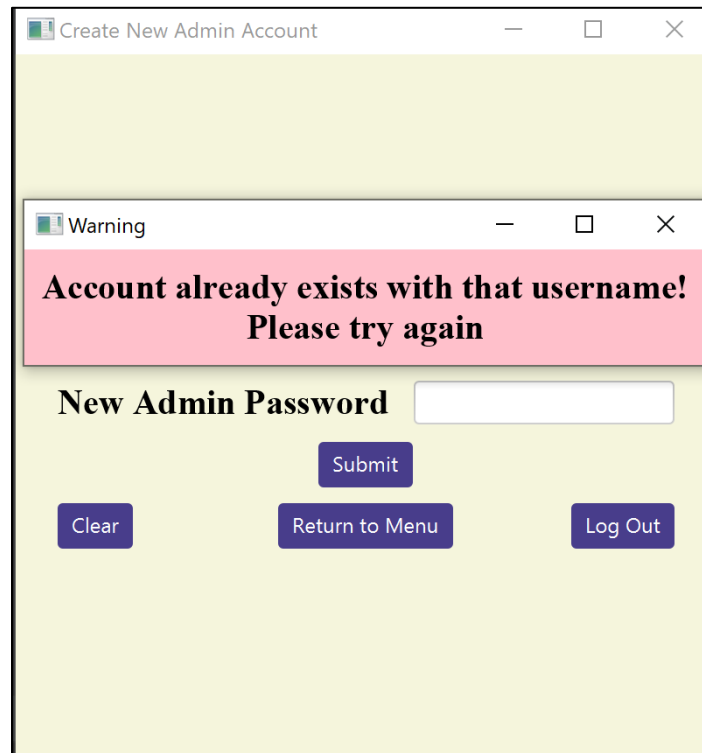 Create New Admin Account
Warning
Account already exists with that username!
Please try again
New Admin Password
Submit
Clear
Return to Menu
Log Out